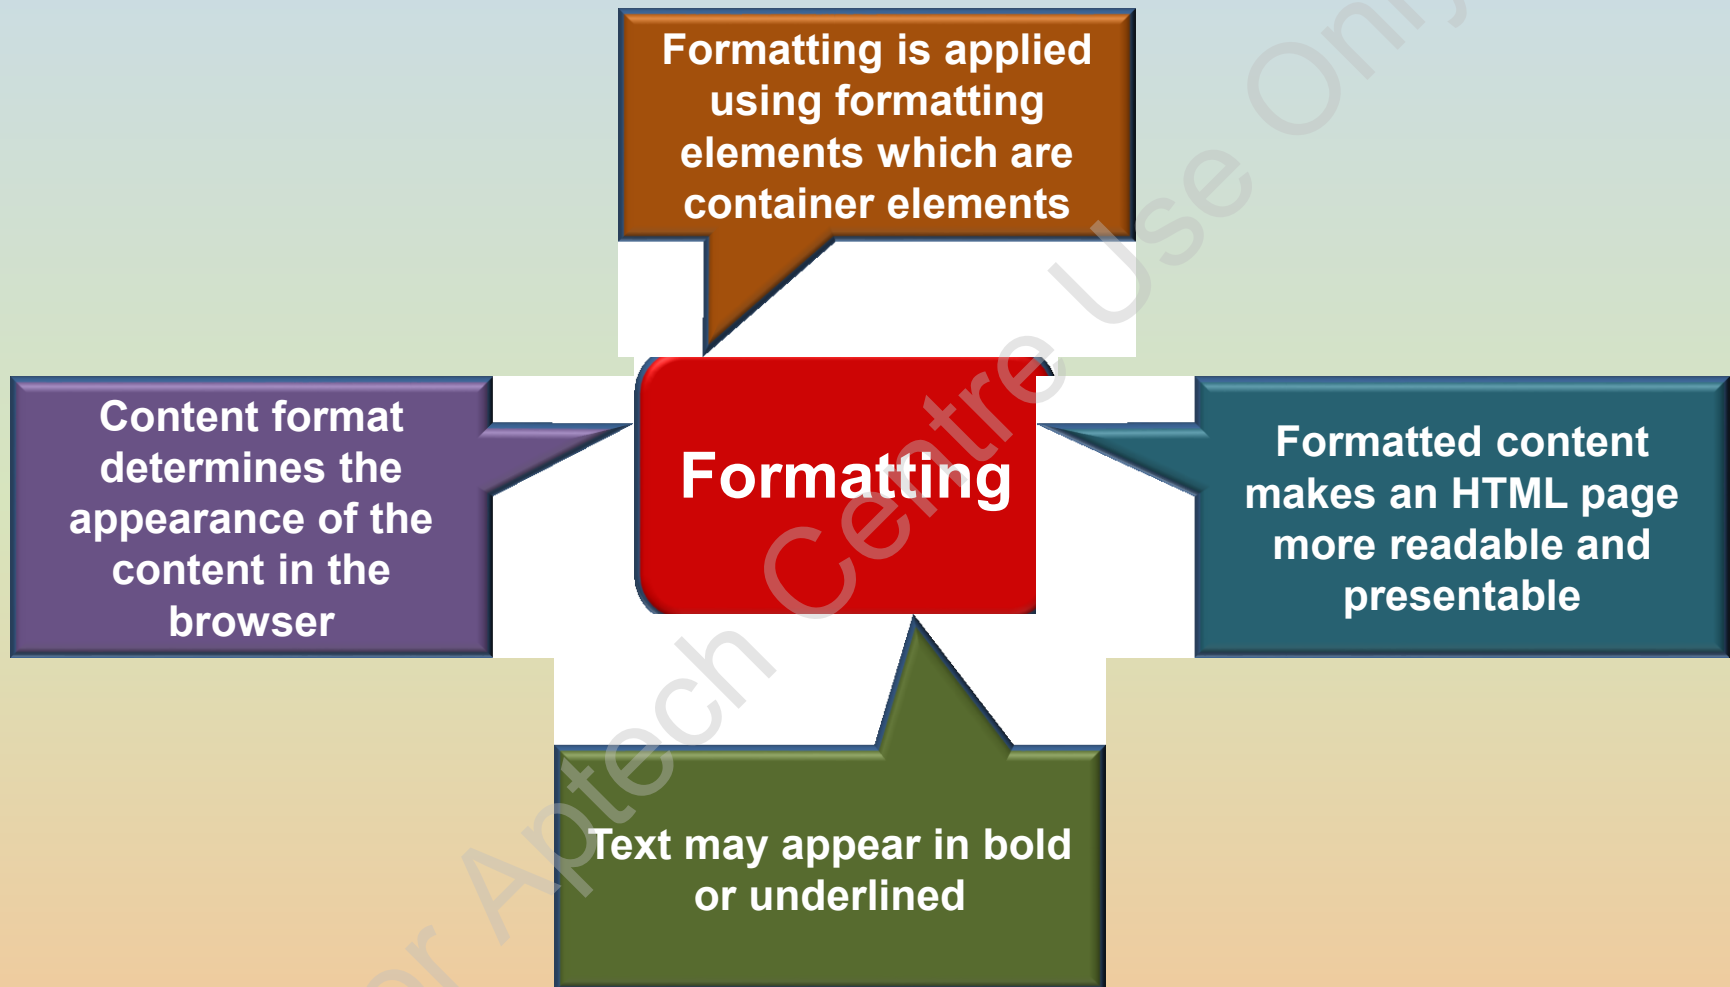 Formatting is applied
using formatting
elements which are
container elements
Content format
determines the
appearance of the
content in the
browser
Formatting
Formatted content
makes an HTML page
more readable and
presentable
Text may appear in bold
or underlined
Aptech Centre Use Only